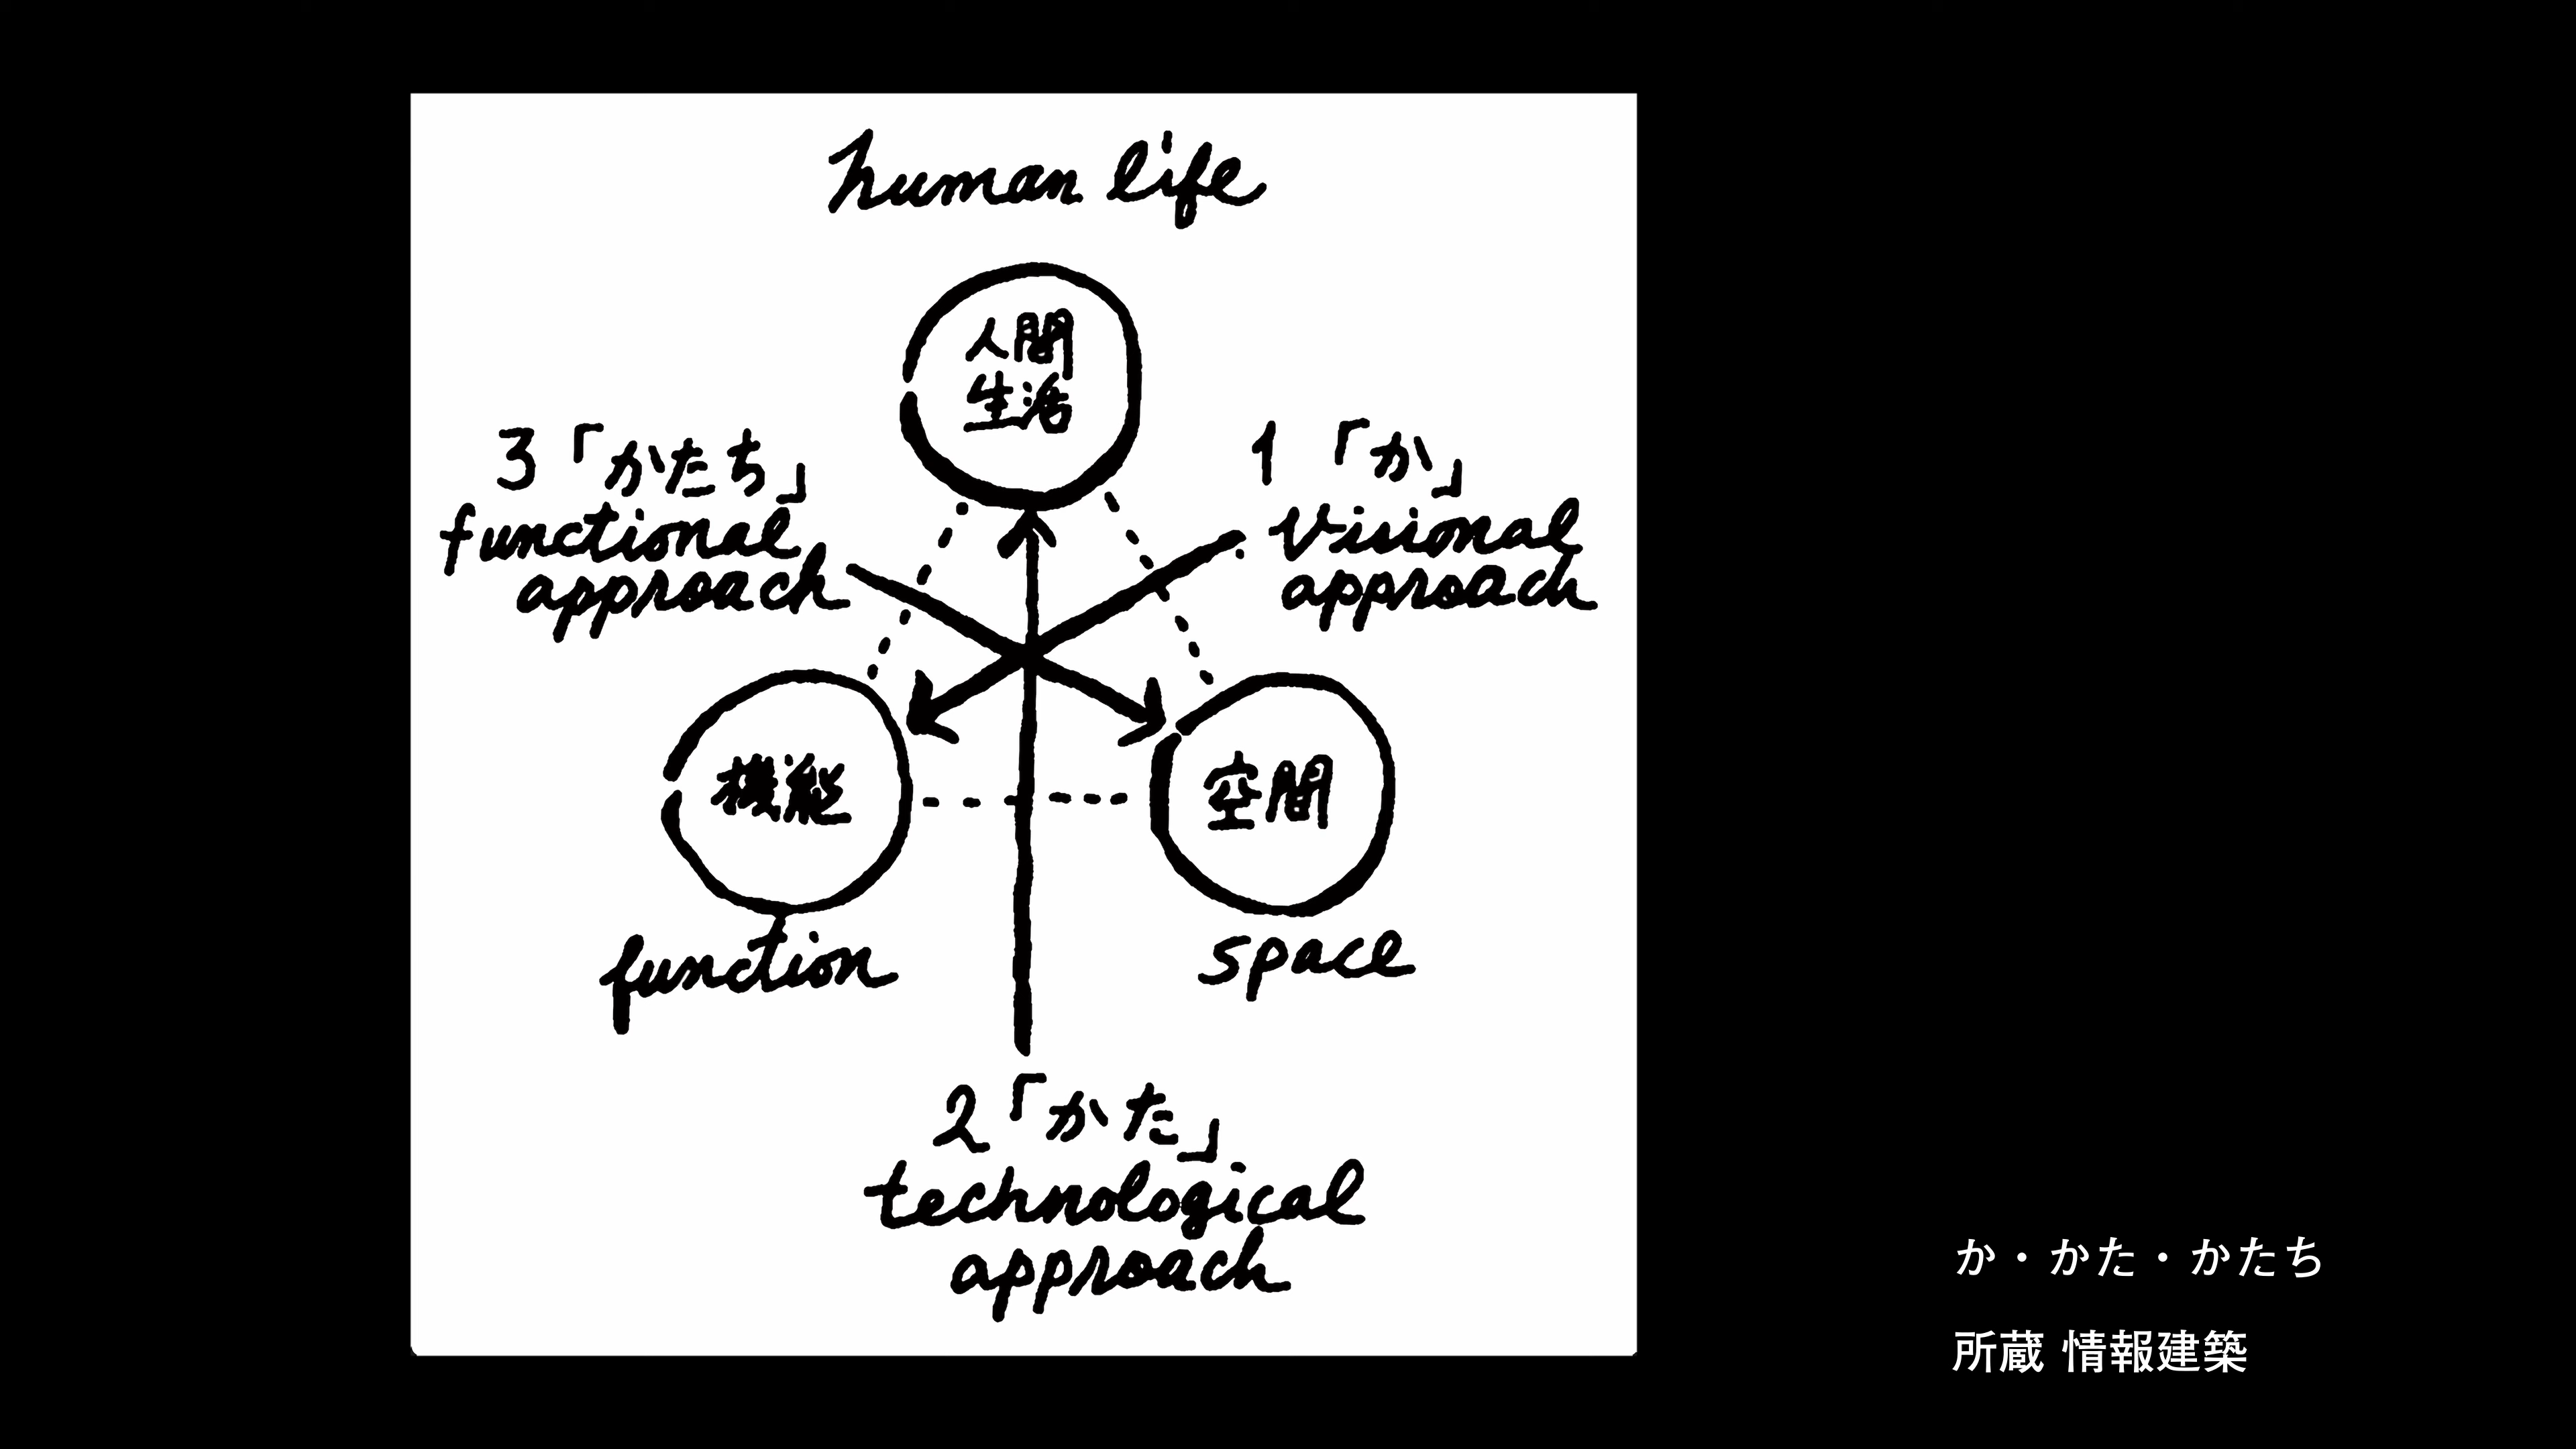 human life
人間
生活
3「かたち」
functional
approach
1「か」
visional
approach
機能
空間
function
space
2「かた」
technological
approach
か・かた・かたち
所蔵 情報建築